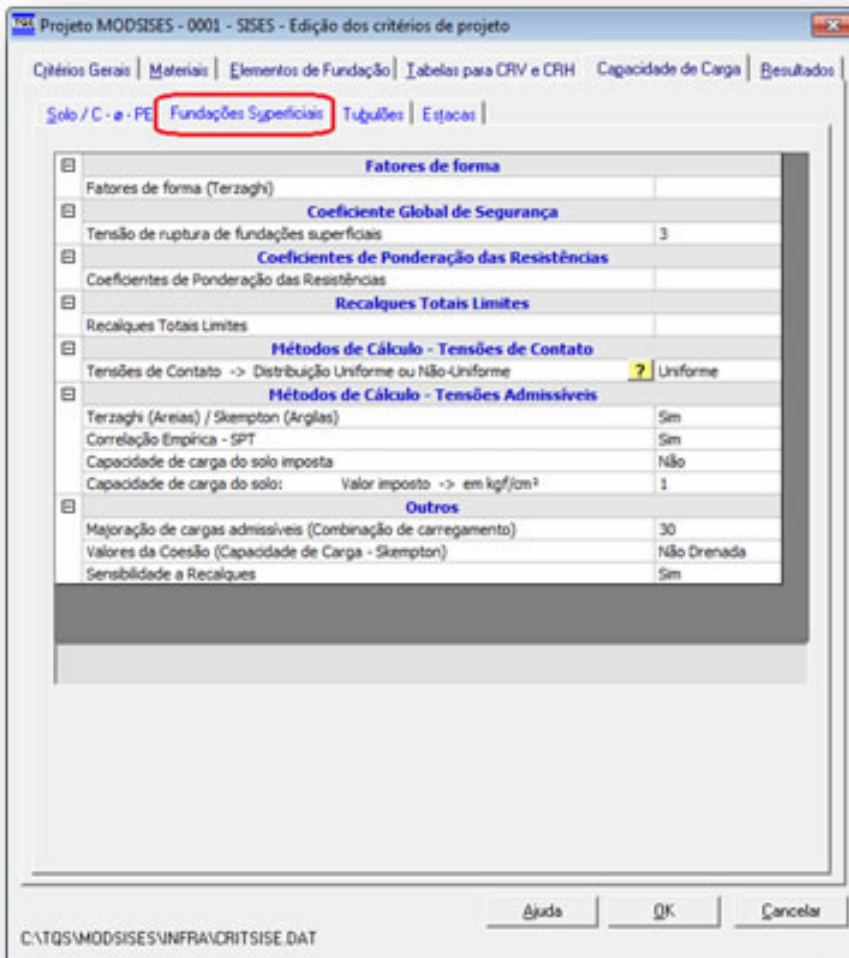 TQS Projeto MODSISES - 0001 - SISES - Edição dos critérios de projeto
Critérios Gerais Materiais Elementos de Fundação Tabelas para CRV e CRH Capacidade de Carga Resultados
Solo / C - ø - PE Fundações Superficiais Tubulões Estacas
Fatores de forma
Fatores de forma (Terzaghi)
Coeficiente Global de Segurança
Tensão de ruptura de fundações superficiais 3
Coeficientes de Ponderação das Resistências
Coeficientes de Ponderação das Resistências
Recalques Totais Limites
Recalques Totais Limites
Métodos de Cálculo - Tensões de Contato
Tensões de Contato -> Distribuição Uniforme ou Não-Uniforme ? Uniforme
Métodos de Cálculo - Tensões Admissíveis
Terzaghi (Areias) / Skempton (Argilas) Sim
Correlação Empírica - SPT Sim
Capacidade de carga do solo imposta Não
Capacidade de carga do solo: Valor imposto -> em kgf/cm² 1
Outros
Majoração de cargas admissíveis (Combinação de carregamento) 30
Valores da Coesão (Capacidade de Carga - Skempton) Não Drenada
Sensibilidade a Recalques Sim
Ajuda OK Cancelar
C:\TQS\MODSISES\INFRA\CRITSISE.DAT